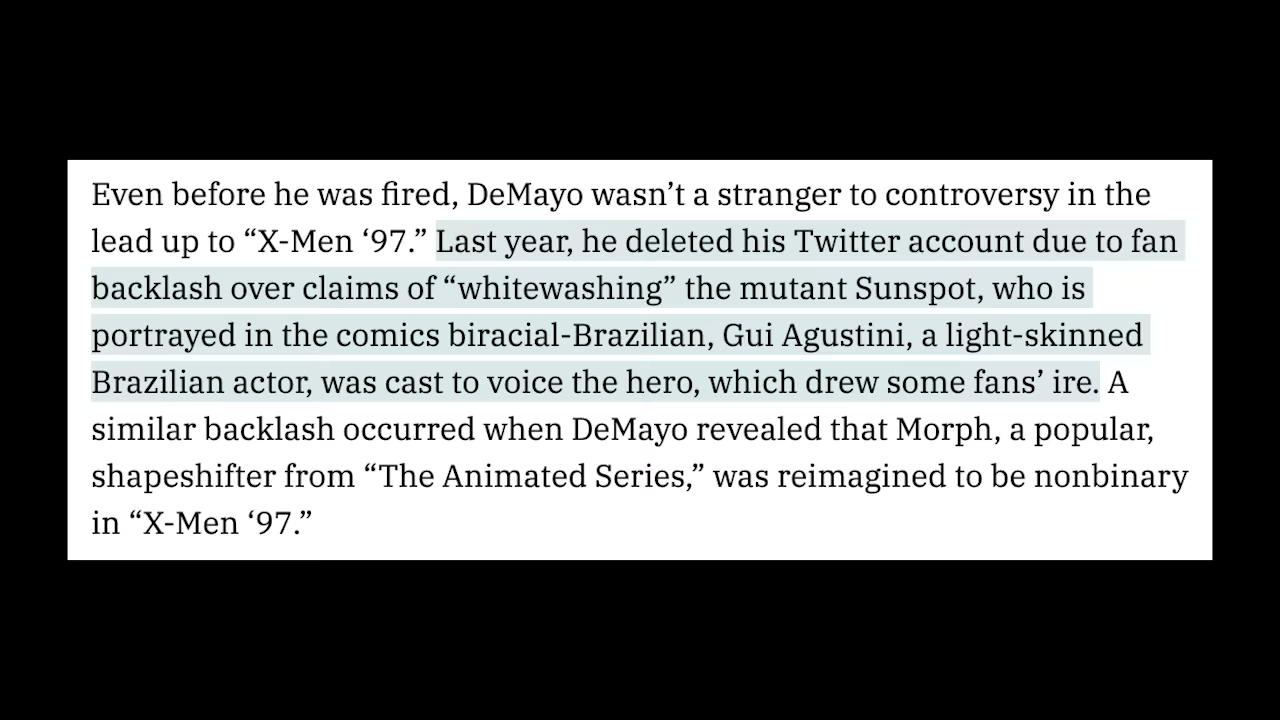 Even before he was fired, DeMayo wasn’t a stranger to controversy in the
lead up to “X-Men ‘97.” Last year, he deleted his Twitter account due to fan
backlash over claims of “whitewashing” the mutant Sunspot, who is
portrayed in the comics biracial-Brazilian, Gui Agustini, a light-skinned
Brazilian actor, was cast to voice the hero, which drew some fans’ ire. A
similar backlash occurred when DeMayo revealed that Morph, a popular,
shapeshifter from “The Animated Series,” was reimagined to be nonbinary
in “X-Men ‘97.”